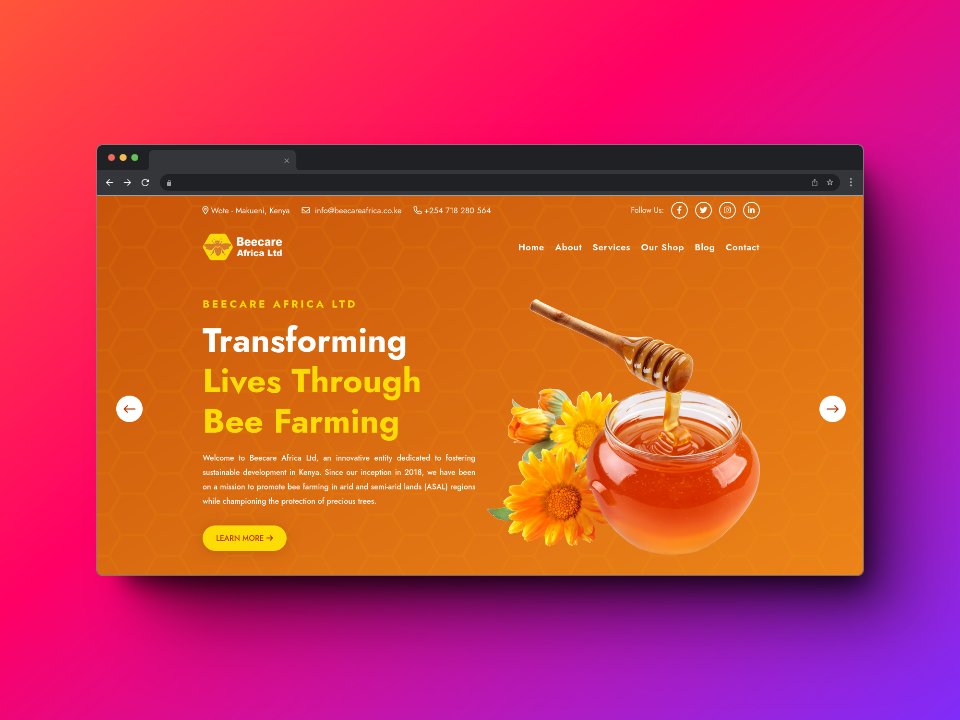 Wote - Makueni, Kenya info@beecareafrica.co.ke +254 718 280 564 Follow Us:
Beecare
Africa Ltd
Home About Services Our Shop Blog Contact
BEECARE AFRICA LTD
Transforming
Lives Through
Bee Farming
Welcome to Beecare Africa Ltd, an innovative entity dedicated to fostering
sustainable development in Kenya. Since our inception in 2018, we have been
on a mission to promote bee farming in arid and semi-arid lands (ASAL) regions
while championing the protection of precious trees.
LEARN MORE